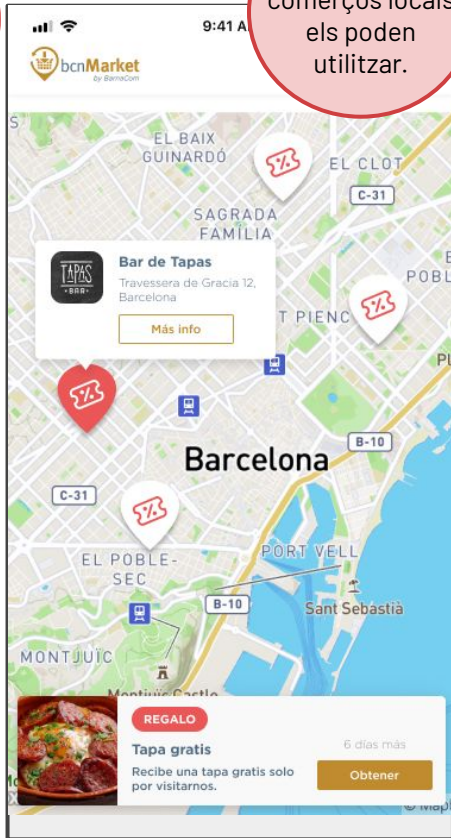 comerços locals
els poden
utilitzar.
9:41 A
bcnMarket
by BarnaCom
EL BAIX
GUINARDÓ
EL CLOT
C-31
SAGRADA
FAMÍLIA
POBL
TAPAS
BAR
Bar de Tapas
Travessera de Gracia 12,
Barcelona
Más info
T PIENC
Barcelona
B-10
C-31
EL POBLE-
SEC
PORT VELL
B-10
Sant Sebastià
MONTJUÏC
Montjuïc Castle
REGALO
Tapa gratis
6 días más
Recibe una tapa gratis solo
por visitarnos.
Obtener